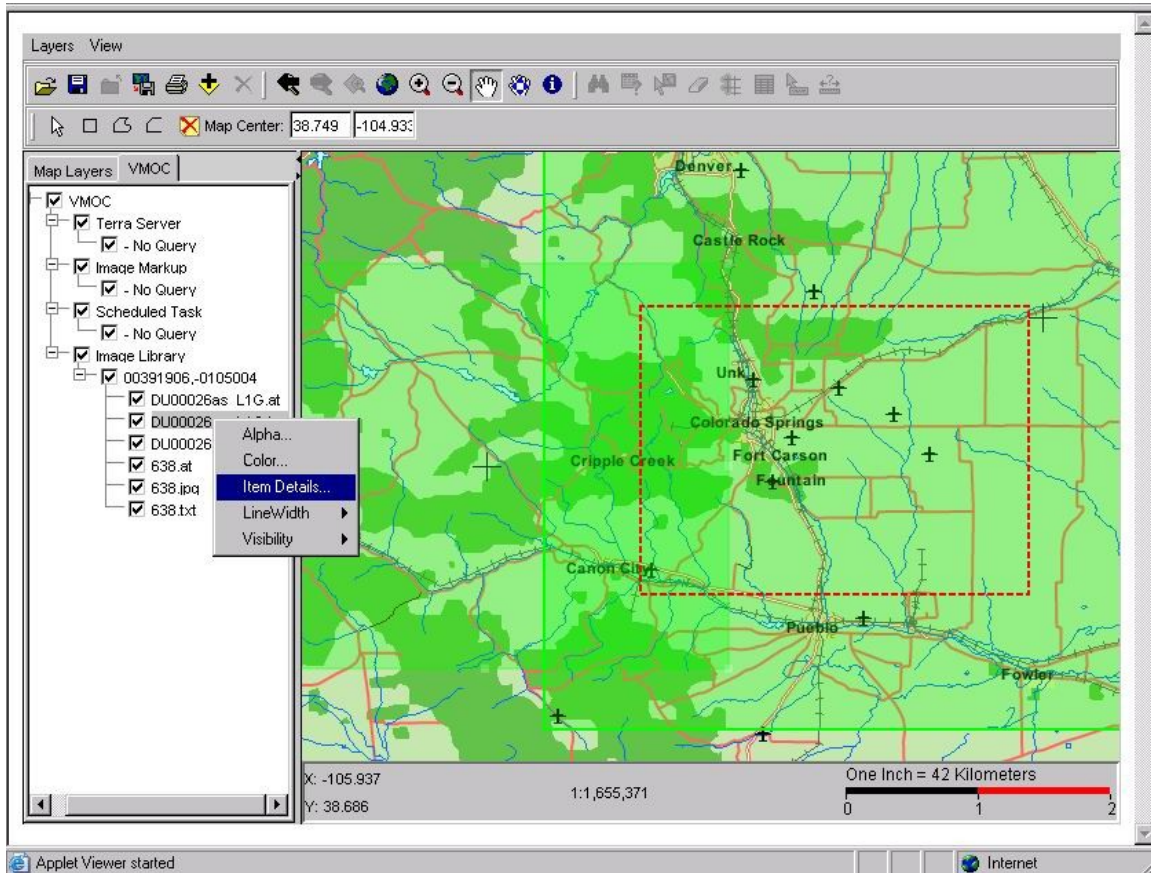 Layers View
Map Center: 38.749 -104.933
Map Layers VMOC
VMOC
Terra Server
- No Query
Image Markup
- No Query
Scheduled Task
- No Query
Image Library
00391906,-0105004
DU00026as L1G.at
DU00026
DU00026
638.at
638.jpg
638.txt
Alpha...
Color...
Item Details...
LineWidth
Visibility
Denver
Castle Rock
Unk
Colorado Springs
Fort Carson
Cripple Creek
Fountain
Canon City
Pueblo
Fowler
X: -105.937
Y: 38.686
1:1,655,371
One Inch = 42 Kilometers
0 1 2
Applet Viewer started
Internet